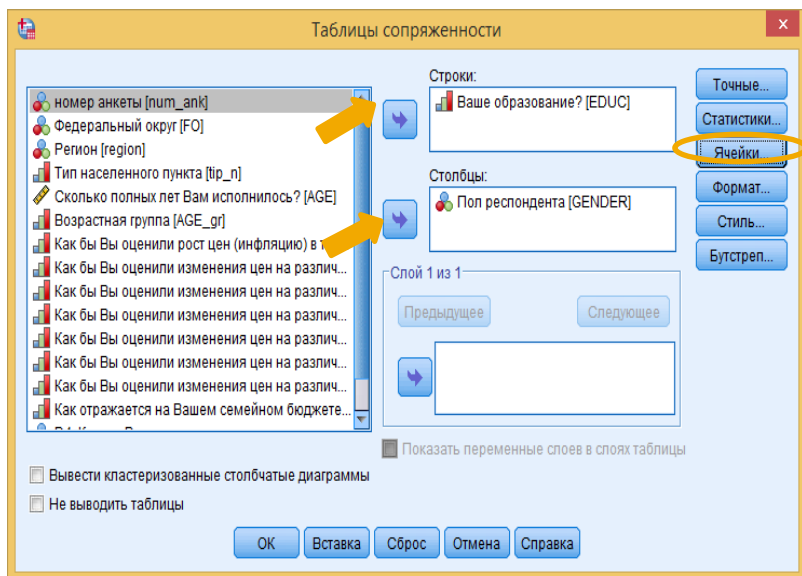 Таблицы сопряженности
номер анкеты [num_ank]
Федеральный округ [FO]
Регион [region]
Тип населенного пункта [tip_n]
Сколько полных лет Вам исполнилось? [AGE]
Возрастная группа [AGE_gr]
Как бы Вы оценили рост цен (инфляцию) в т
Как бы Вы оценили изменения цен на различ...
Как бы Вы оценили изменения цен на различ...
Как бы Вы оценили изменения цен на различ...
Как бы Вы оценили изменения цен на различ...
Как бы Вы оценили изменения цен на различ...
Как бы Вы оценили изменения цен на различ...
Как отражается на Вашем семейном бюджете...
Строки:
Ваше образование? [EDUC]
Столбцы:
Пол респондента [GENDER]
Слой 1 из 1
Предыдущее
Следующее
Показать переменные слоев в слоях таблицы
Точные...
Статистики...
Ячейки...
Формат...
Стиль...
Бутстреп...
Вывести кластеризованные столбчатые диаграммы
Не выводить таблицы
ОК Вставка Сброс Отмена Справка